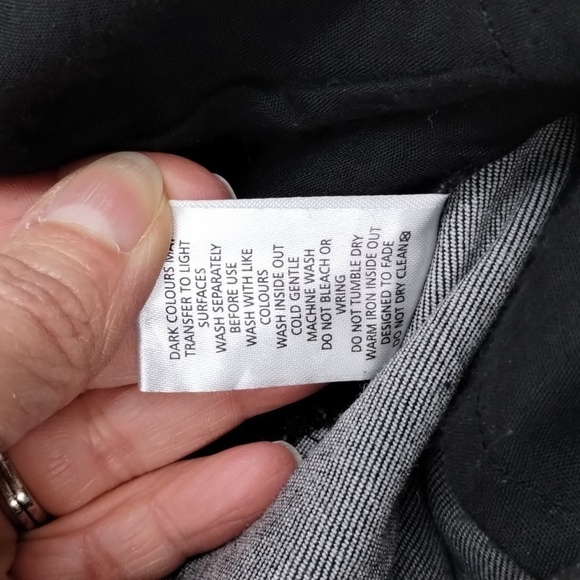 DARK COLOURS MA
TRANSFER TO LIGHT
SURFACES
WASH SEPARATELY
BEFORE USE
WASH WITH LIKE
COLOURS
WASH INSIDE OUT
COLD GENTLE
MACHINE WASH
DO NOT BLEACH OR
WRING
DO NOT TUMBLE DRY
WARM IRON INSIDE OUT
DESIGNED TO FADE
DO NOT DRY CLEAN